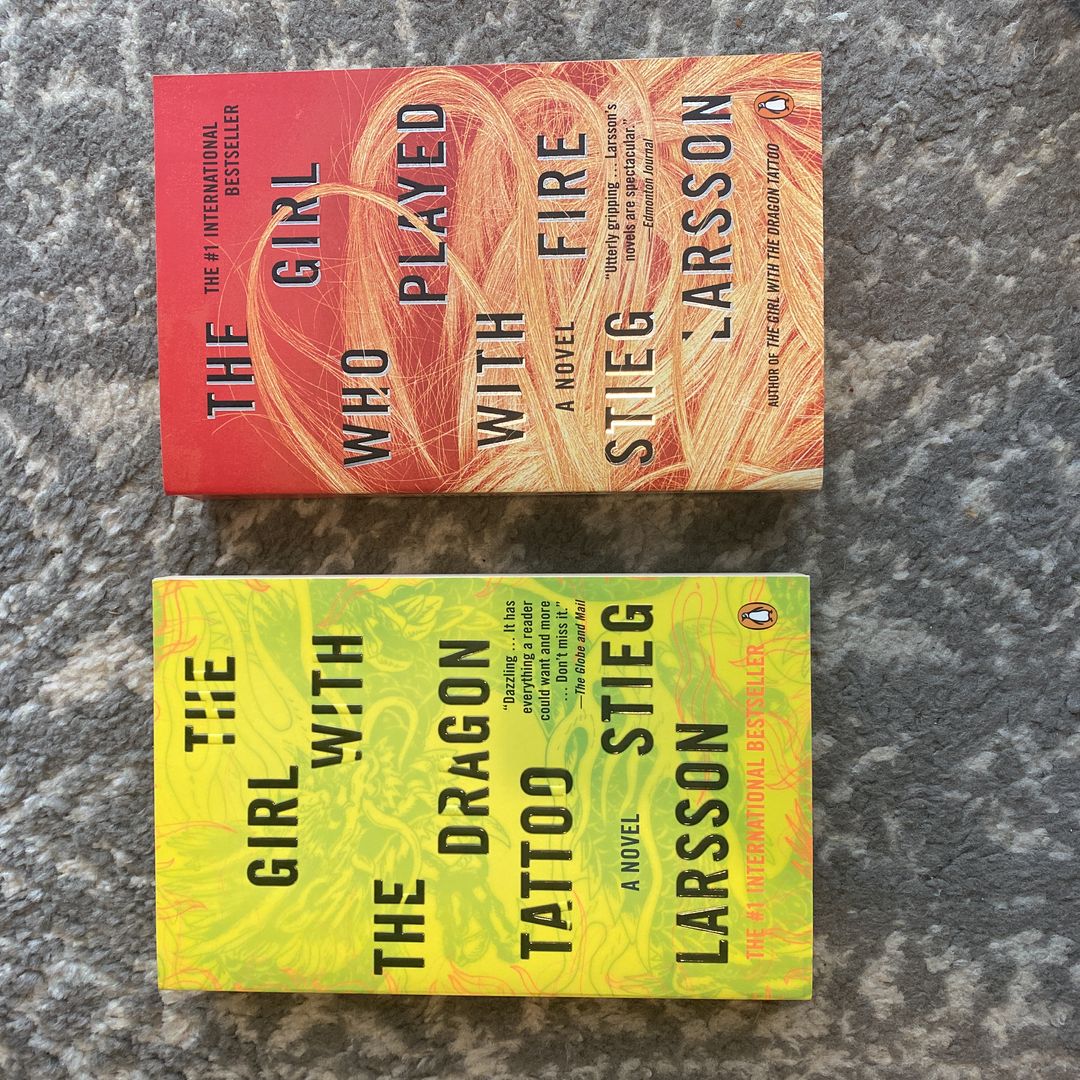 THE
GIRL
WITH
THE
DRAGON
TATTOO
"Dazzling ... It has
everything a reader
could want and more
... Don't miss it."
—The Globe and Mail
A NOVEL
STIEG
LARSSON
THE #1 INTERNATIONAL BESTSELLER
THE #1 INTERNATIONAL
BESTSELLER
THE
GIRL
WHO
PLAYED
WITH
FIRE
A NOVEL
"Utterly gripping ... Larsson's
novels are spectacular."
—Edmonton Journal
STIEG
LARSSON
AUTHOR OF THE GIRL WITH THE DRAGON TATTOO